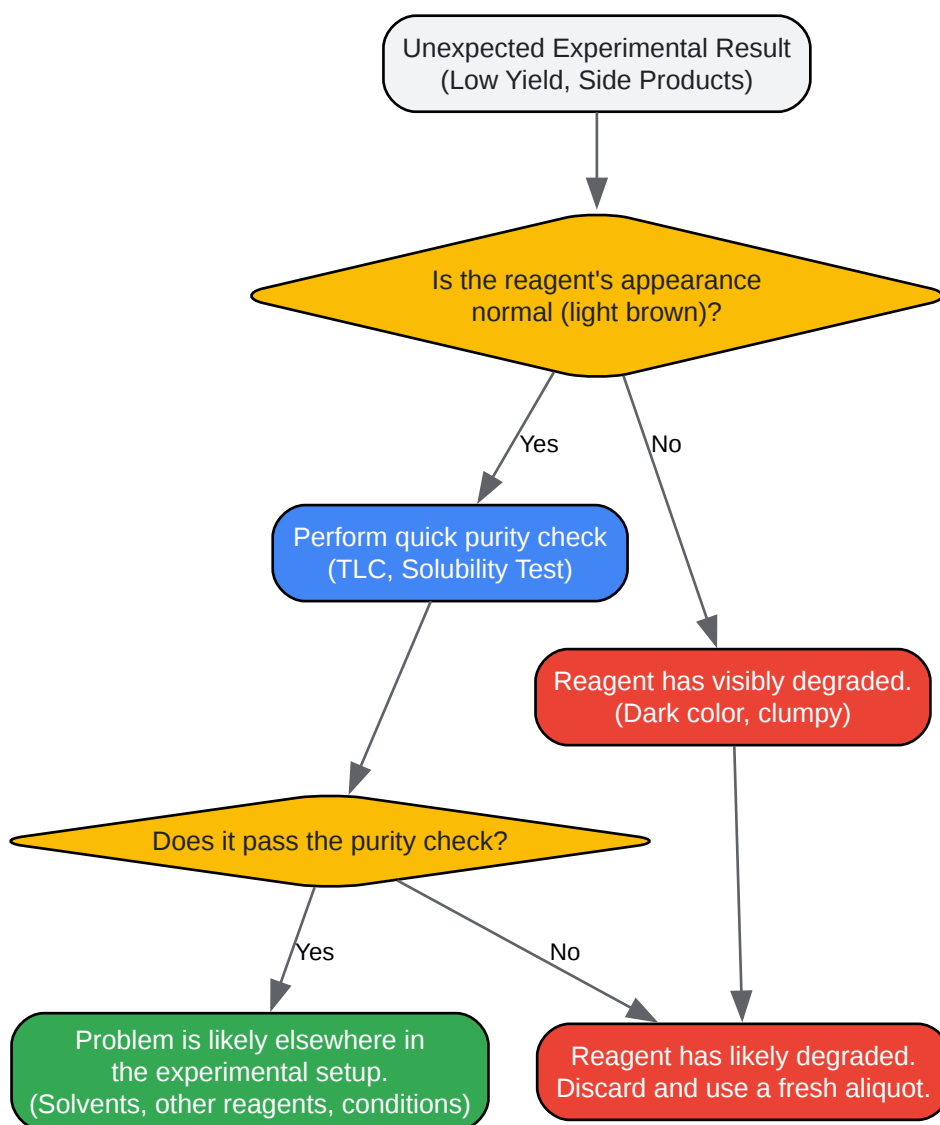 Unexpected Experimental Result
(Low Yield, Side Products)
Is the reagent's appearance
normal (light brown)?
Yes
No
Perform quick purity check
(TLC, Solubility Test)
Reagent has visibly degraded.
(Dark color, clumpy)
Does it pass the purity check?
Yes
No
Problem is likely elsewhere in
the experimental setup.
(Solvents, other reagents, conditions)
Reagent has likely degraded.
Discard and use a fresh aliquot.